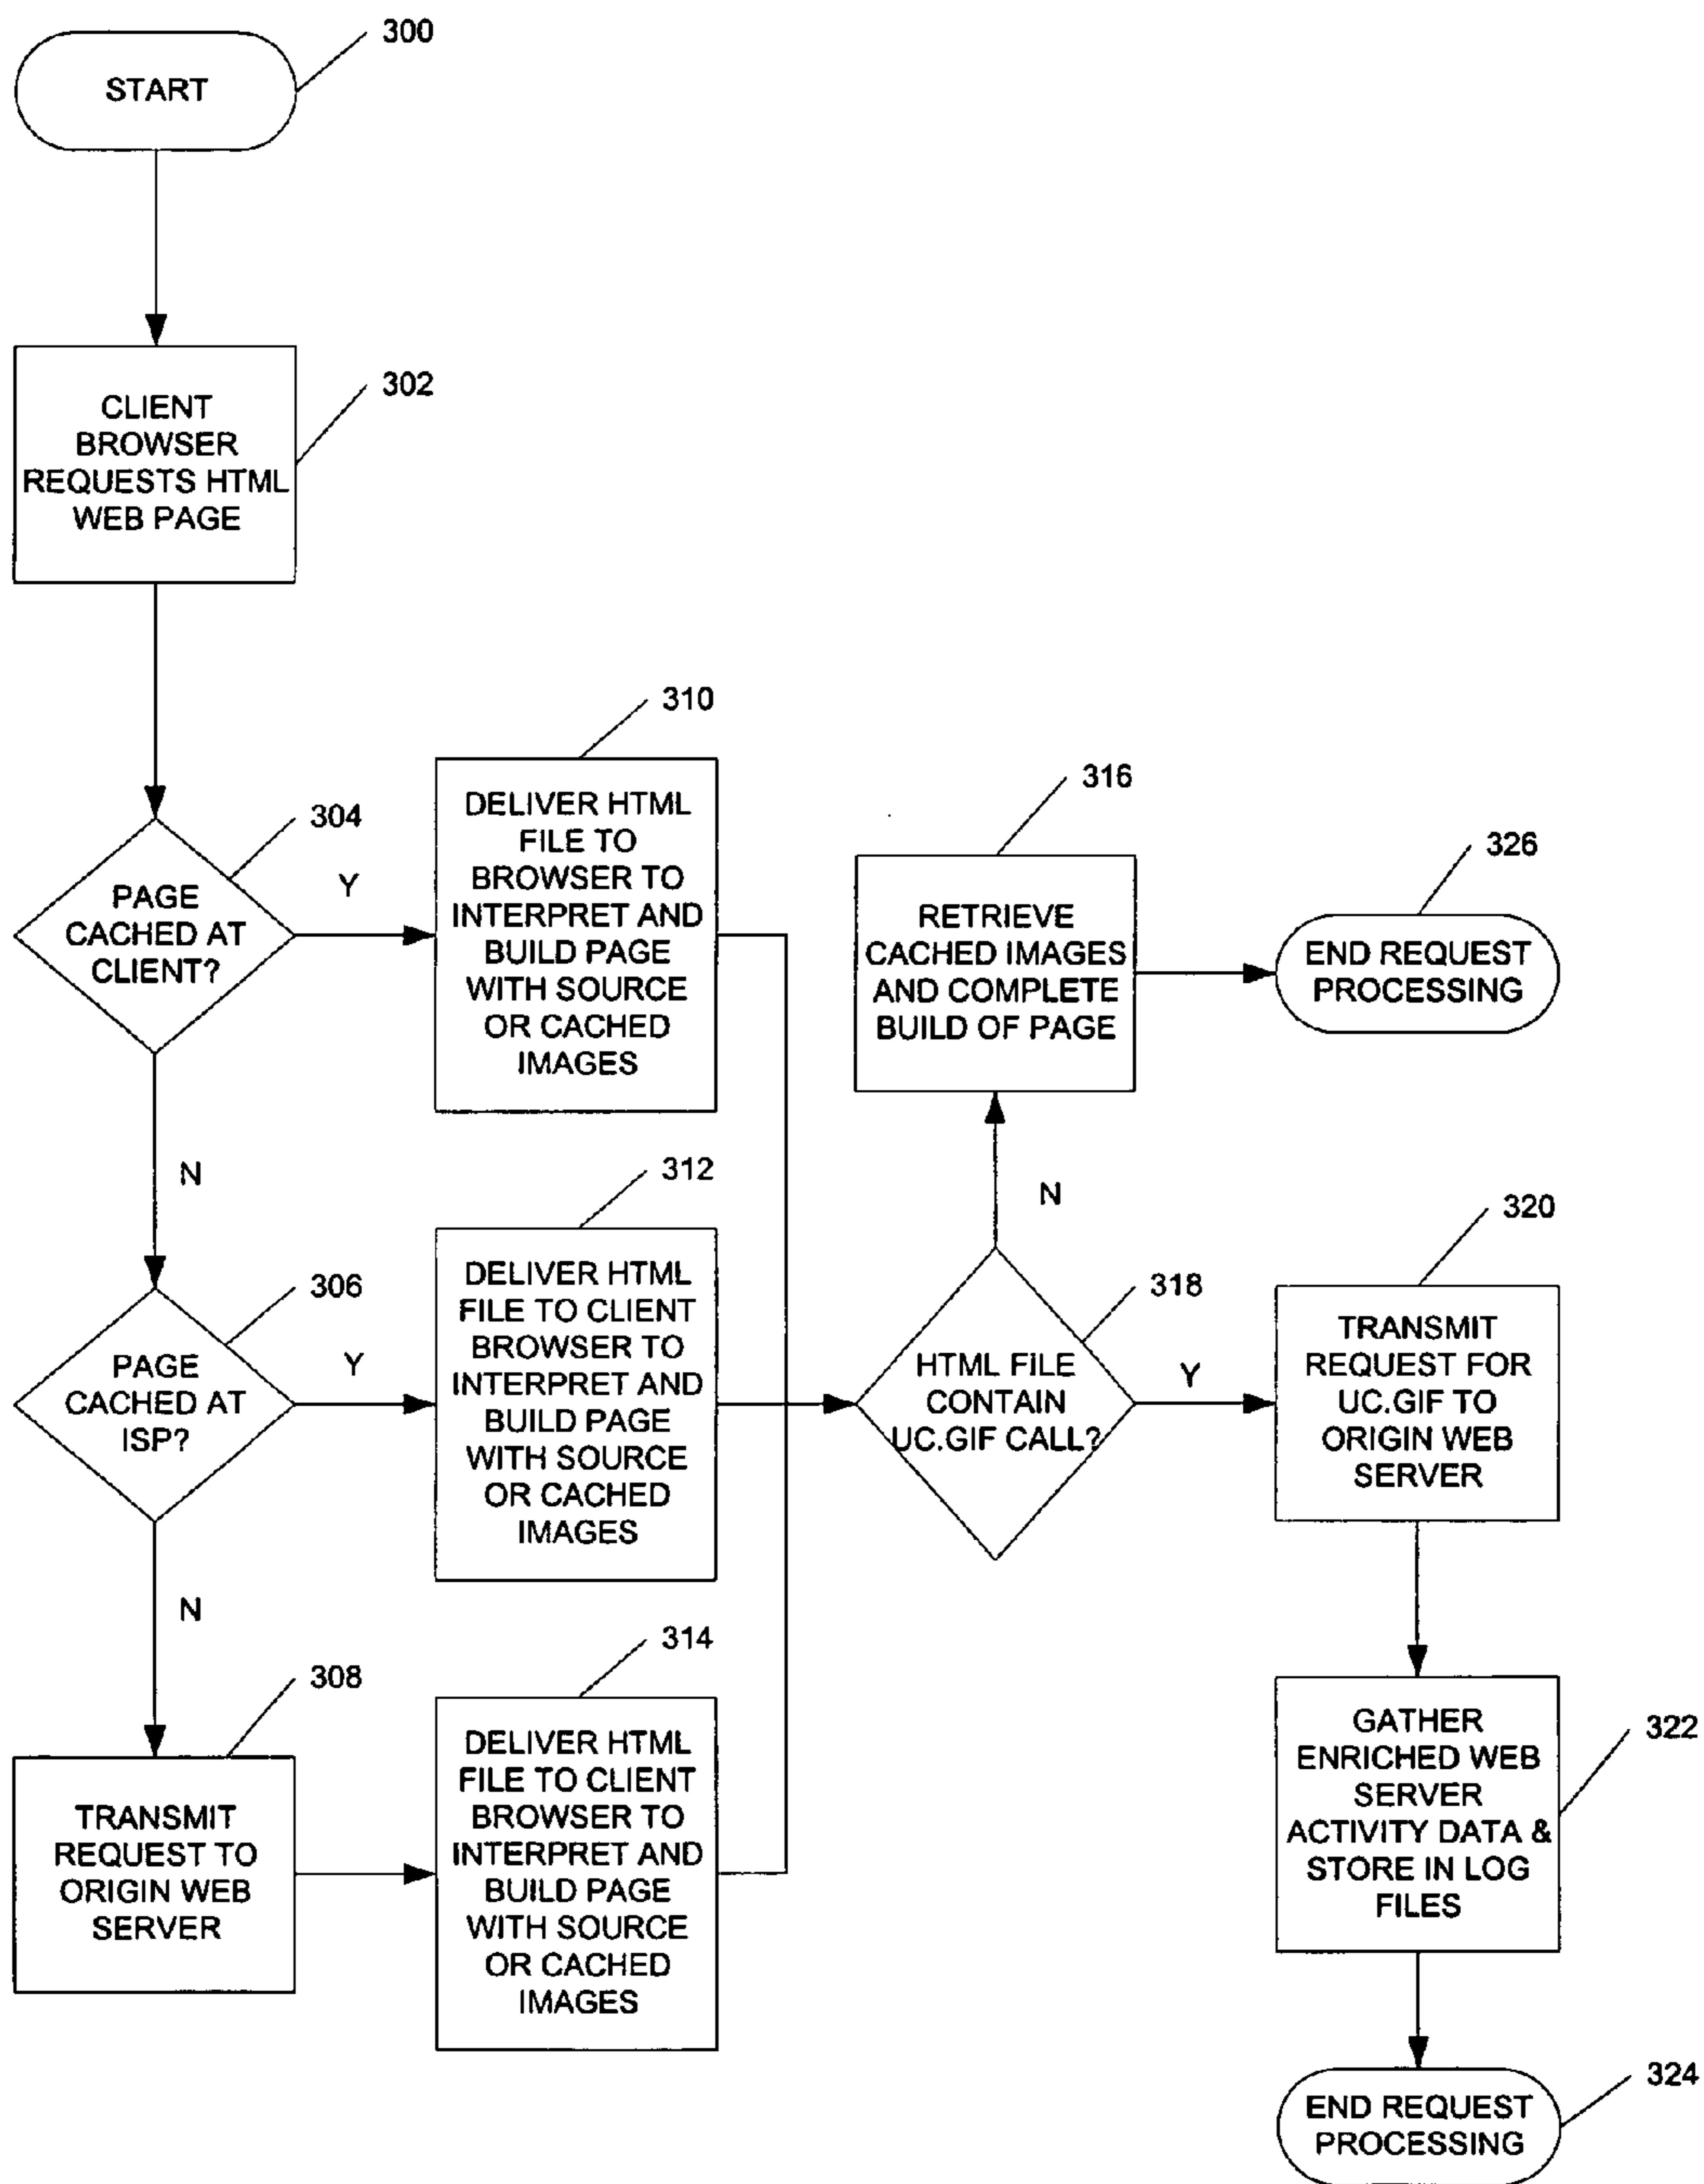 300
START
302
CLIENT
BROWSER
REQUESTS HTML
WEB PAGE
304
PAGE
CACHED AT
CLIENT?
Y
N
310
DELIVER HTML
FILE TO
BROWSER TO
INTERPRET AND
BUILD PAGE
WITH SOURCE
OR CACHED
IMAGES
306
PAGE
CACHED AT
ISP?
Y
N
312
DELIVER HTML
FILE TO CLIENT
BROWSER TO
INTERPRET AND
BUILD PAGE
WITH SOURCE
OR CACHED
IMAGES
308
TRANSMIT
REQUEST TO
ORIGIN WEB
SERVER
314
DELIVER HTML
FILE TO CLIENT
BROWSER TO
INTERPRET AND
BUILD PAGE
WITH SOURCE
OR CACHED
IMAGES
316
RETRIEVE
CACHED IMAGES
AND COMPLETE
BUILD OF PAGE
326
END REQUEST
PROCESSING
N
318
HTML FILE
CONTAIN
UC.GIF CALL?
Y
320
TRANSMIT
REQUEST FOR
UC.GIF TO
ORIGIN WEB
SERVER
322
GATHER
ENRICHED WEB
SERVER
ACTIVITY DATA &
STORE IN LOG
FILES
324
END REQUEST
PROCESSING